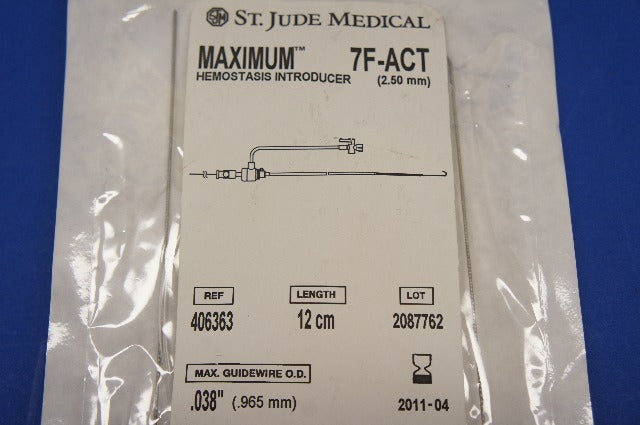 SJM ST. JUDE MEDICAL
MAXIMUM™ 7F-ACT
HEMOSTASIS INTRODUCER (2.50 mm)
REF LENGTH LOT
406363 12 cm 2087762
MAX. GUIDEWIRE O.D.
.038" (.965 mm) 2011-04